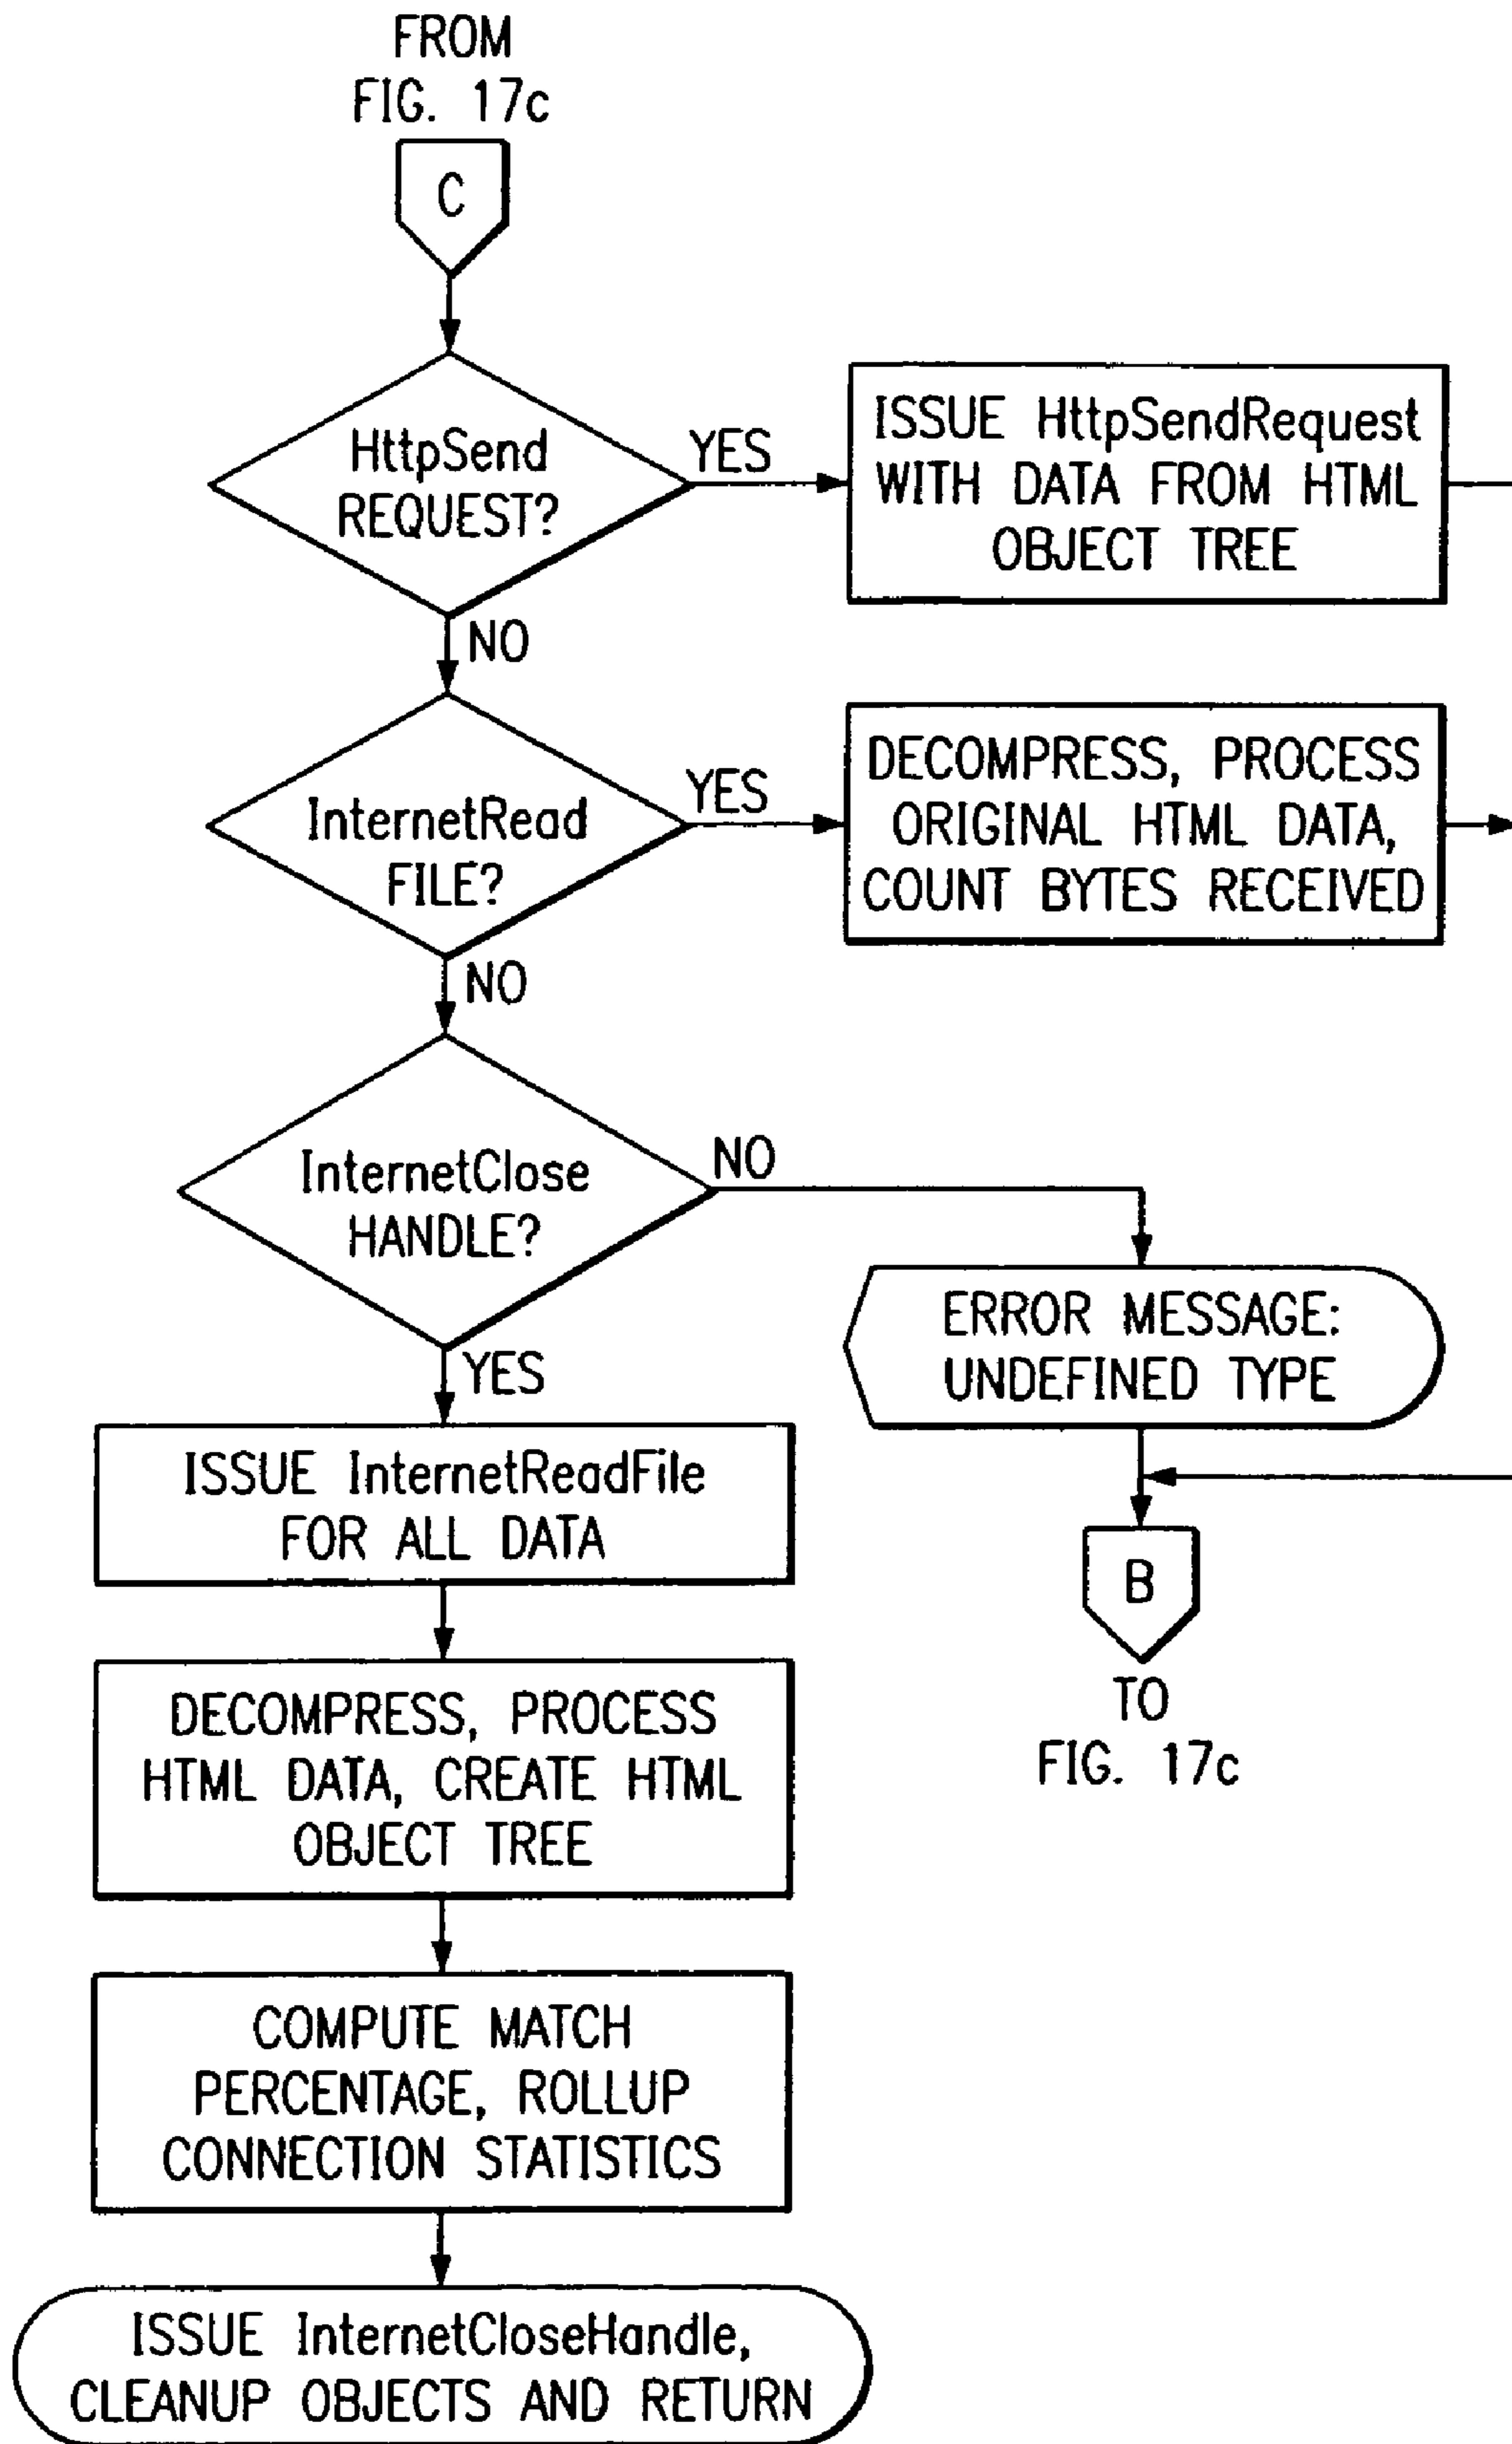 FROM
FIG. 17c
C
HttpSend
REQUEST?
YES
ISSUE HttpSendRequest
WITH DATA FROM HTML
OBJECT TREE
NO
InternetRead
FILE?
YES
DECOMPRESS, PROCESS
ORIGINAL HTML DATA,
COUNT BYTES RECEIVED
NO
InternetClose
HANDLE?
NO
ERROR MESSAGE:
UNDEFINED TYPE
B
TO
FIG. 17c
YES
ISSUE InternetReadFile
FOR ALL DATA
DECOMPRESS, PROCESS
HTML DATA, CREATE HTML
OBJECT TREE
COMPUTE MATCH
PERCENTAGE, ROLLUP
CONNECTION STATISTICS
ISSUE InternetCloseHandle,
CLEANUP OBJECTS AND RETURN